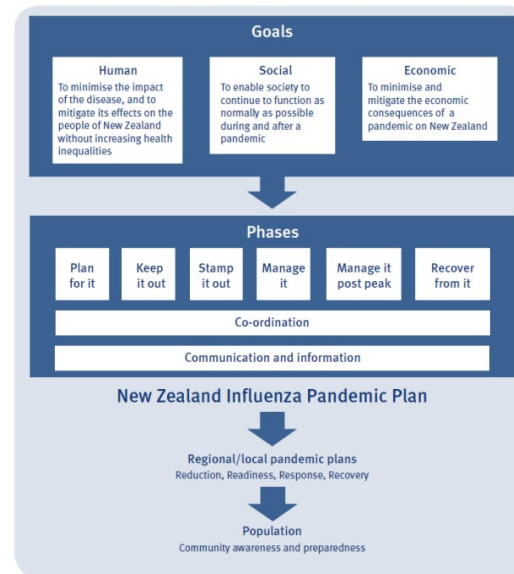 Goals
Human
To minimise the impact
of the disease, and to
mitigate its effects on the
people of New Zealand
without increasing health
inequalities
Social
To enable society to
continue to function as
normally as possible
during and after a
pandemic
Economic
To minimise and
mitigate the economic
consequences of a
pandemic on New Zealand
Phases
Plan
for it
Keep
it out
Stamp
it out
Manage
it
Manage it
post peak
Recover
from it
Co-ordination
Communication and information
New Zealand Influenza Pandemic Plan
Regional/local pandemic plans
Reduction, Readiness, Response, Recovery
Population
Community awareness and preparedness